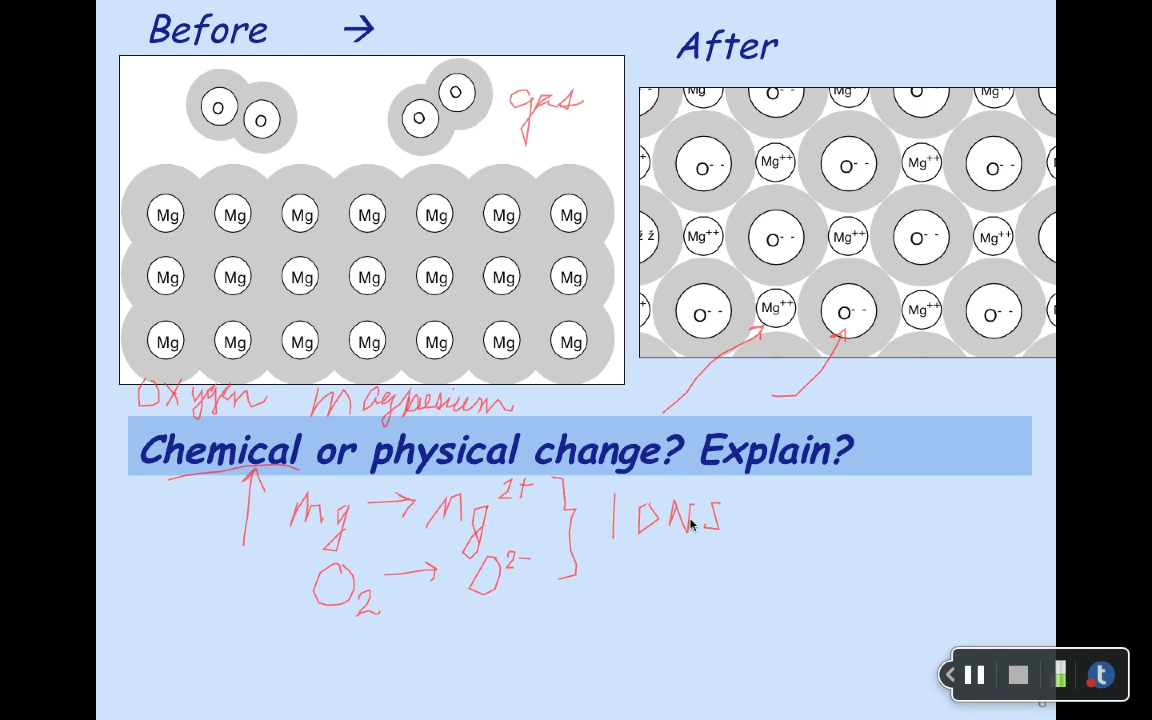 Before →
After
O O O O gas
Mg Mg Mg Mg Mg Mg Mg
Mg Mg Mg Mg Mg Mg Mg
Mg Mg Mg Mg Mg Mg Mg
Mg O- - Mg++ O Mg++
+ O- - Mg++ O- - Mg++ O- -
ž ž Mg++ O- - Mg++ O- - Mg++
+ O- - Mg++ O- - Mg++ O- -
Oxygen Magnesium
Chemical or physical change? Explain?
Mg → Mg2+ } IONS
O2 → O2-
t
8